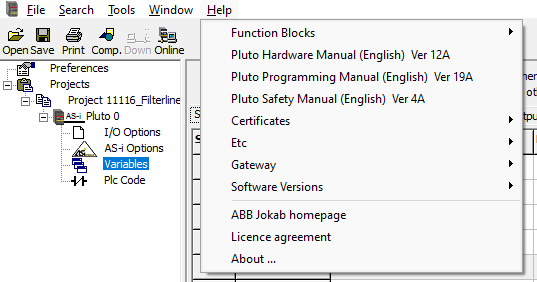 File Search Tools Window Help
Open Save Print Comp. Database Online
Preferences
Projects
Project 11116_Filterline
AS-i Pluto 0
I/O Options
AS-i Options
Variables
Plc Code
Function Blocks
Pluto Hardware Manual (English) Ver 12A
Pluto Programming Manual (English) Ver 19A
Pluto Safety Manual (English) Ver 4A
Certificates
Etc
Gateway
Software Versions
ABB Jokab homepage
Licence agreement
About ...